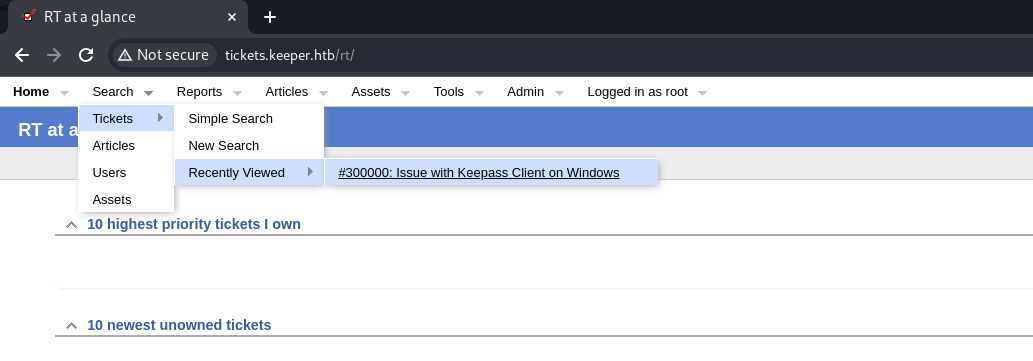 RT at a glance
Not secure tickets.keeper.htb/rt/
Home Search Reports Articles Assets Tools Admin Logged in as root
RT at a
Tickets
Articles
Users
Assets
Simple Search
New Search
Recently Viewed
#300000: Issue with Keepass Client on Windows
10 highest priority tickets I own
10 newest unowned tickets